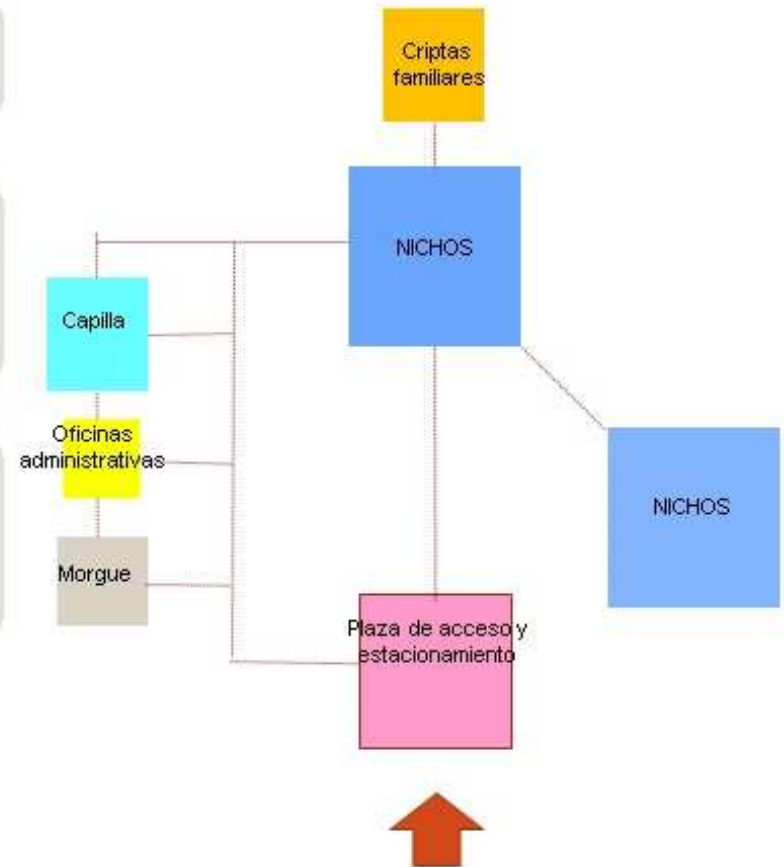 Criptas
familiares
NICHOS
Capilla
Oficinas
administrativas
NICHOS
Morgue
Plaza de acceso y
estacionamiento